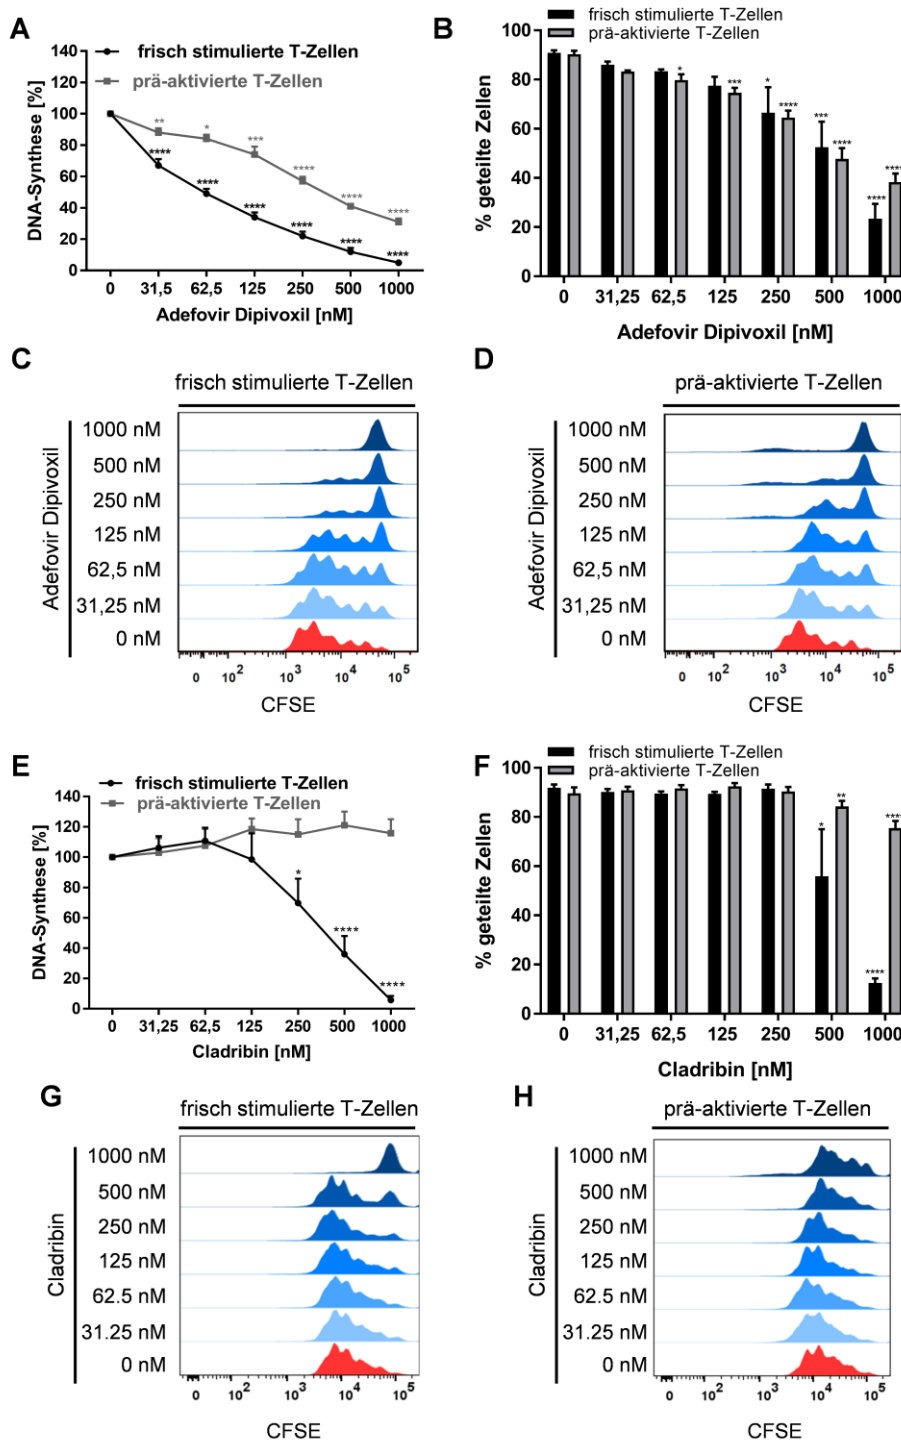 A
frisch stimulierte T-Zellen
prä-aktivierte T-Zellen
DNA-Synthese [%]
140
120
100
80
60
40
20
0
** * *** **** **** ****
**** **** **** **** **** ****
0 31,5 62,5 125 250 500 1000
Adefovir Dipivoxil [nM]
B
frisch stimulierte T-Zellen
prä-aktivierte T-Zellen
% geteilte Zellen
100
80
60
40
20
0
* *** * **** *** **** **** ****
0 31,25 62,5 125 250 500 1000
Adefovir Dipivoxil [nM]
C
frisch stimulierte T-Zellen
Adefovir Dipivoxil
1000 nM
500 nM
250 nM
125 nM
62,5 nM
31,25 nM
0 nM
0 10² 10³ 10⁴ 10⁵
CFSE
D
prä-aktivierte T-Zellen
Adefovir Dipivoxil
1000 nM
500 nM
250 nM
125 nM
62,5 nM
31,25 nM
0 nM
0 10² 10³ 10⁴ 10⁵
CFSE
E
frisch stimulierte T-Zellen
prä-aktivierte T-Zellen
DNA-Synthese [%]
140
120
100
80
60
40
20
0
* **** ****
0 31,25 62,5 125 250 500 1000
Cladribin [nM]
F
frisch stimulierte T-Zellen
prä-aktivierte T-Zellen
% geteilte Zellen
100
80
60
40
20
0
* ** **** ****
0 31,25 62,5 125 250 500 1000
Cladribin [nM]
G
frisch stimulierte T-Zellen
Cladribin
1000 nM
500 nM
250 nM
125 nM
62.5 nM
31.25 nM
0 nM
0 10² 10³ 10⁴ 10⁵
CFSE
H
prä-aktivierte T-Zellen
Cladribin
1000 nM
500 nM
250 nM
125 nM
62.5 nM
31.25 nM
0 nM
0 10² 10³ 10⁴ 10⁵
CFSE